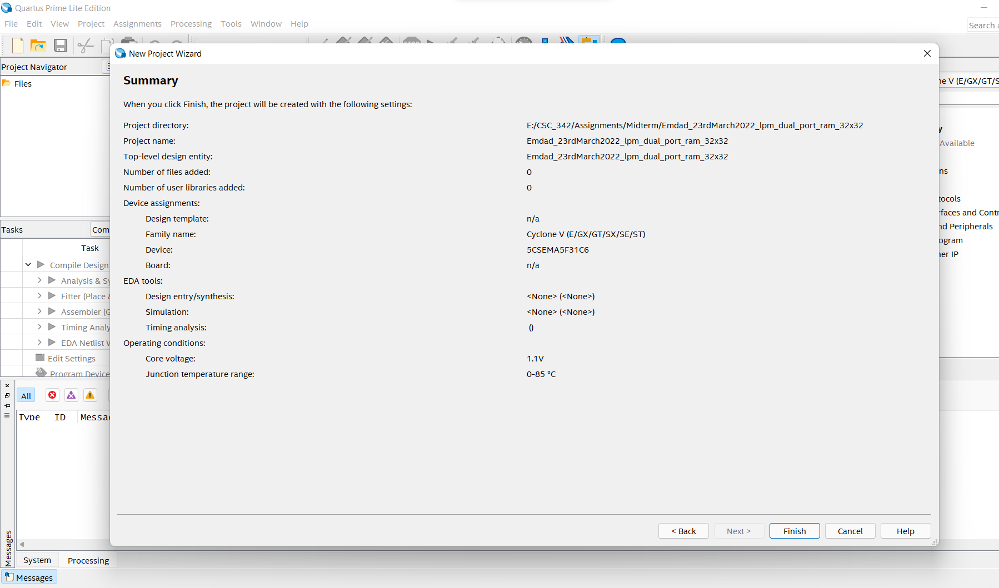 Quartus Prime Lite Edition
File Edit View Project Assignments Processing Tools Window Help
Search
New Project Wizard
Project Navigator
Files
Summary
When you click Finish, the project will be created with the following settings:
Project directory: E:/CSC_342/Assignments/Midterm/Emdad_23rdMarch2022_lpm_dual_port_ram_32x32
Project name: Emdad_23rdMarch2022_lpm_dual_port_ram_32x32
Top-level design entity: Emdad_23rdMarch2022_lpm_dual_port_ram_32x32
Number of files added: 0
Number of user libraries added: 0
Device assignments:
Design template: n/a
Family name: Cyclone V (E/GX/GT/SX/SE/ST)
Device: 5CSEMA5F31C6
Board: n/a
EDA tools:
Design entry/synthesis: <None> (<None>)
Simulation: <None> (<None>)
Timing analysis: ()
Operating conditions:
Core voltage: 1.1V
Junction temperature range: 0-85 °C
< Back Next > Finish Cancel Help
ne V (E/GX/GT/S
y
Available
ns
tocols
rfaces and Contr
nd Peripherals
ogram
ner IP
Tasks Com
Task
Compile Design
Analysis & Sy
Fitter (Place &
Assembler (G
Timing Analy
EDA Netlist W
Edit Settings
Program Device
All
Type ID Messa
Messages
System Processing
Messages